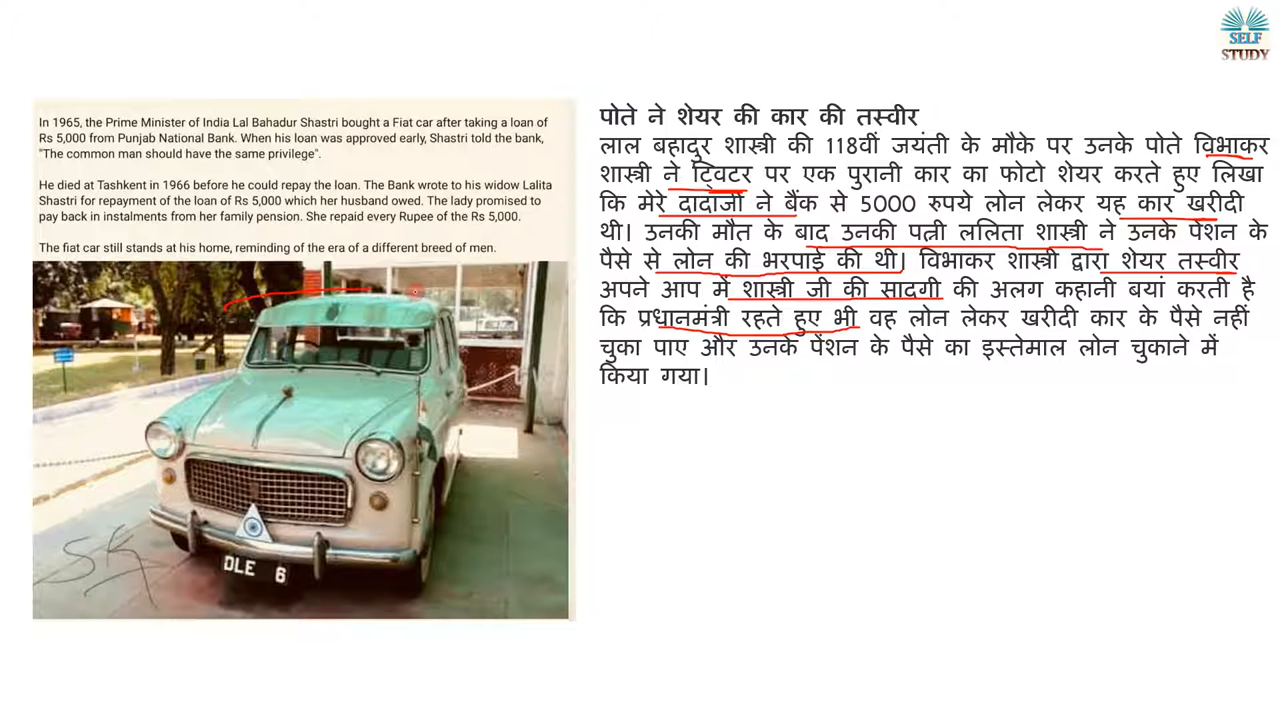 SELF
STUDY
In 1965, the Prime Minister of India Lal Bahadur Shastri bought a Fiat car after taking a loan of
Rs 5,000 from Punjab National Bank. When his loan was approved early, Shastri told the bank,
"The common man should have the same privilege".
He died at Tashkent in 1966 before he could repay the loan. The Bank wrote to his widow Lalita
Shastri for repayment of the loan of Rs 5,000 which her husband owed. The lady promised to
pay back in instalments from her family pension. She repaid every Rupee of the Rs 5,000.
The fiat car still stands at his home, reminding of the era of a different breed of men.
DLE 6
पोते ने शेयर की कार की तस्वीर
लाल बहादुर शास्त्री की 118वीं जयंती के मौके पर उनके पोते विभाकर
शास्त्री ने ट्विटर पर एक पुरानी कार का फोटो शेयर करते हुए लिखा
कि मेरे दादाजी ने बैंक से 5000 रुपये लोन लेकर यह कार खरीदी
थी। उनकी मौत के बाद उनकी पत्नी ललिता शास्त्री ने उनके पेंशन के
पैसे से लोन की भरपाई की थी। विभाकर शास्त्री द्वारा शेयर तस्वीर
अपने आप में शास्त्री जी की सादगी की अलग कहानी बयां करती है
कि प्रधानमंत्री रहते हुए भी वह लोन लेकर खरीदी कार के पैसे नहीं
चुका पाए और उनके पेंशन के पैसे का इस्तेमाल लोन चुकाने में
किया गया।